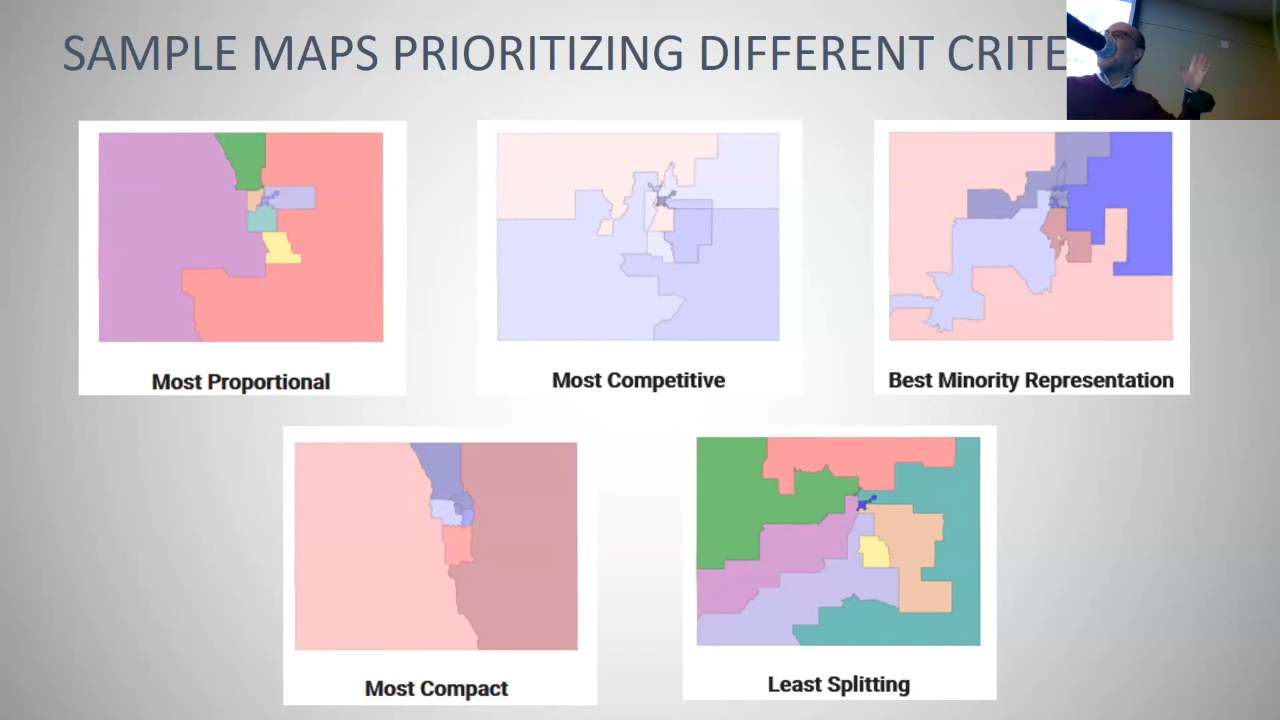 SAMPLE MAPS PRIORITIZING DIFFERENT CRITE
Most Proportional
Most Competitive
Best Minority Representation
Most Compact
Least Splitting